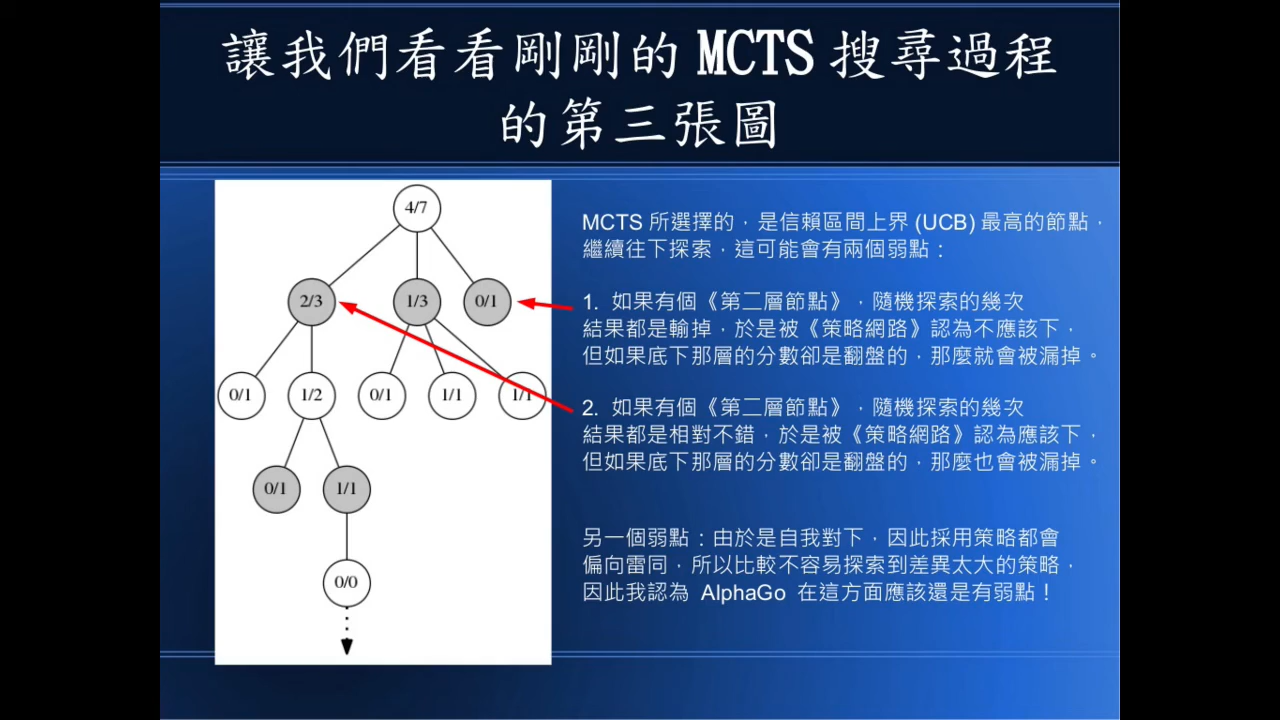 讓我們看看剛剛的 MCTS 搜尋過程
的第三張圖
4/7
2/3
1/3
0/1
0/1
1/2
0/1
1/1
1/1
0/1
1/1
0/0
MCTS 所選擇的，是信賴區間上界 (UCB) 最高的節點，
繼續往下探索，這可能會有兩個弱點：
1. 如果有個《第二層節點》，隨機探索的幾次
結果都是輸掉，於是被《策略網路》認為不應該下，
但如果底下那層的分數卻是翻盤的，那麼就會被漏掉。
2. 如果有個《第二層節點》，隨機探索的幾次
結果都是相對不錯，於是被《策略網路》認為應該下，
但如果底下那層的分數卻是翻盤的，那麼也會被漏掉。
另一個弱點：由於是自我對下，因此採用策略都會
偏向雷同，所以比較不容易探索到差異太大的策略，
因此我認為 AlphaGo 在這方面應該還是有弱點！